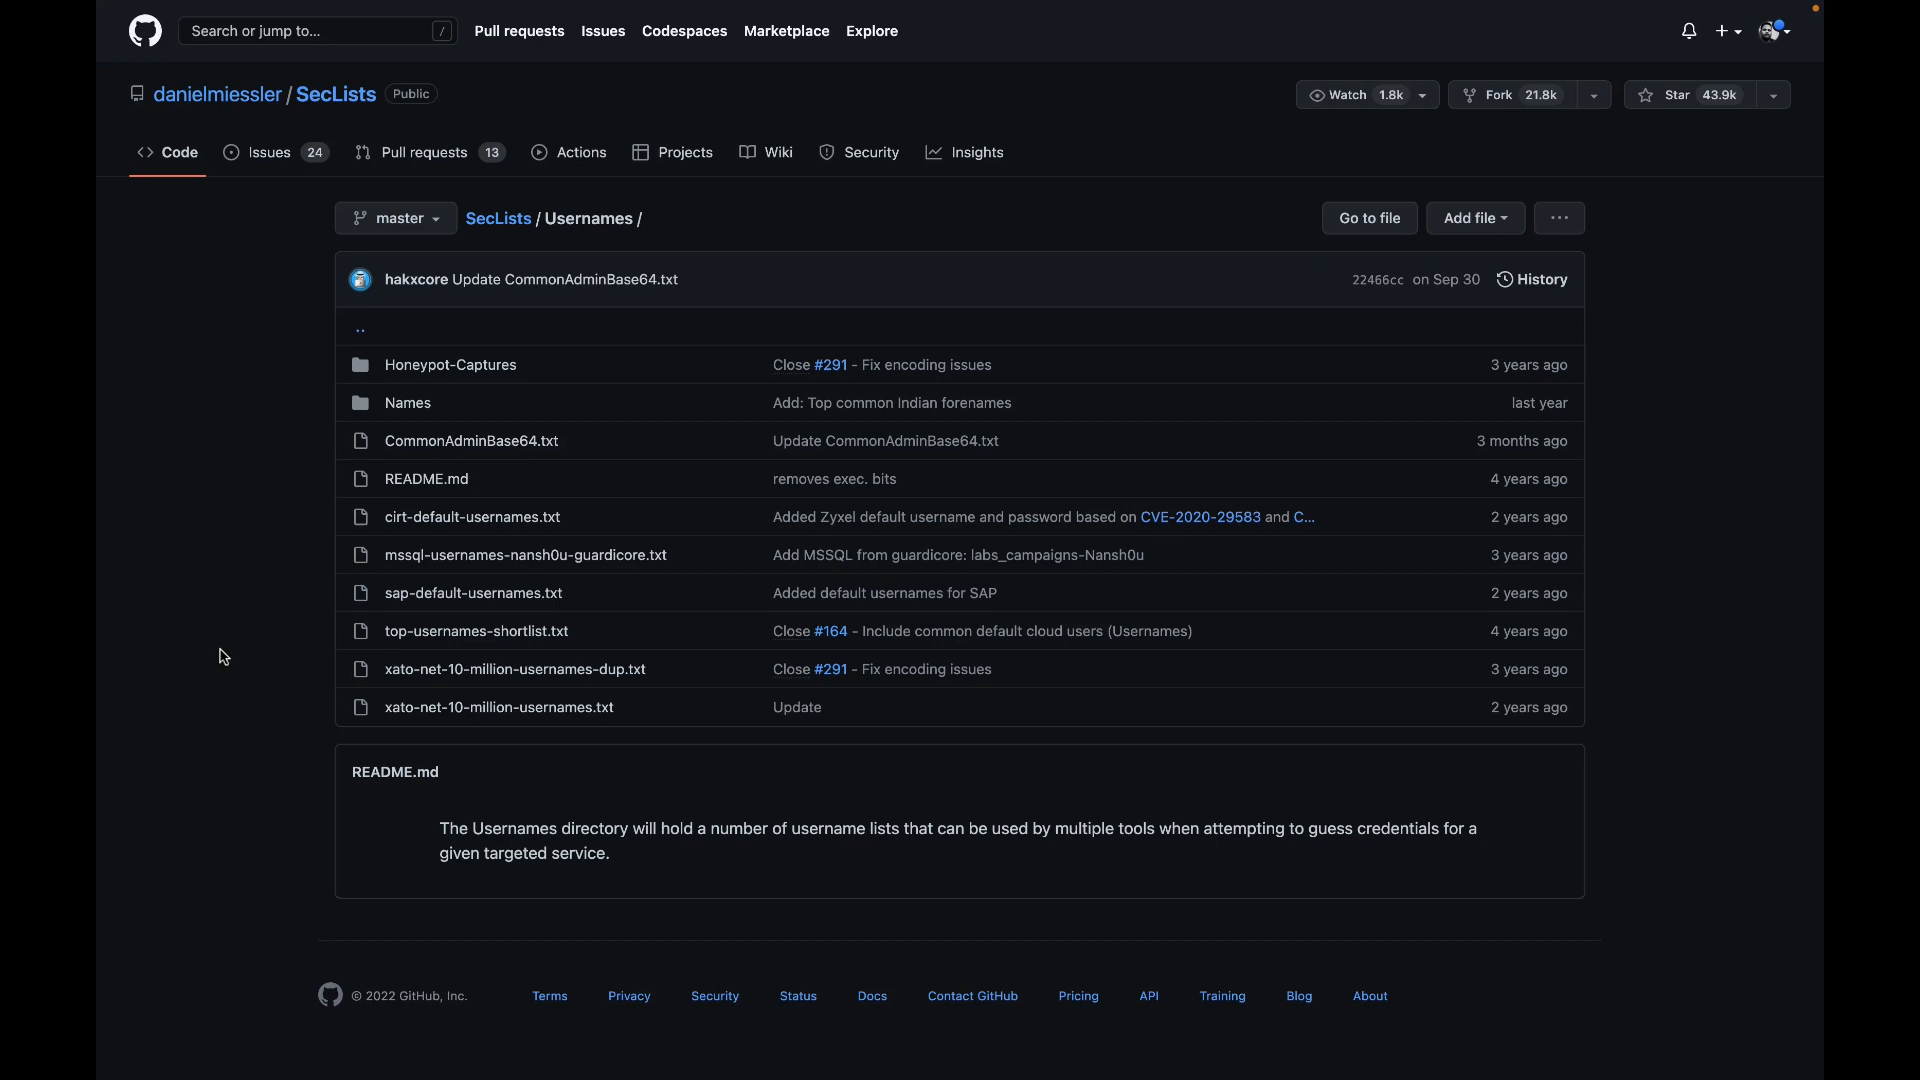 Search or jump to... /
Pull requests Issues Codespaces Marketplace Explore
danielmiessler / SecLists Public
Watch 1.8k Fork 21.8k Star 43.9k
Code Issues 24 Pull requests 13 Actions Projects Wiki Security Insights
master SecLists / Usernames / Go to file Add file ...
hakxcore Update CommonAdminBase64.txt 22466cc on Sep 30 History
..
Honeypot-Captures Close #291 - Fix encoding issues 3 years ago
Names Add: Top common Indian forenames last year
CommonAdminBase64.txt Update CommonAdminBase64.txt 3 months ago
README.md removes exec. bits 4 years ago
cirt-default-usernames.txt Added Zyxel default username and password based on CVE-2020-29583 and C... 2 years ago
mssql-usernames-nansh0u-guardicore.txt Add MSSQL from guardicore: labs_campaigns-Nansh0u 3 years ago
sap-default-usernames.txt Added default usernames for SAP 2 years ago
top-usernames-shortlist.txt Close #164 - Include common default cloud users (Usernames) 4 years ago
xato-net-10-million-usernames-dup.txt Close #291 - Fix encoding issues 3 years ago
xato-net-10-million-usernames.txt Update 2 years ago
README.md
The Usernames directory will hold a number of username lists that can be used by multiple tools when attempting to guess credentials for a
given targeted service.
© 2022 GitHub, Inc. Terms Privacy Security Status Docs Contact GitHub Pricing API Training Blog About